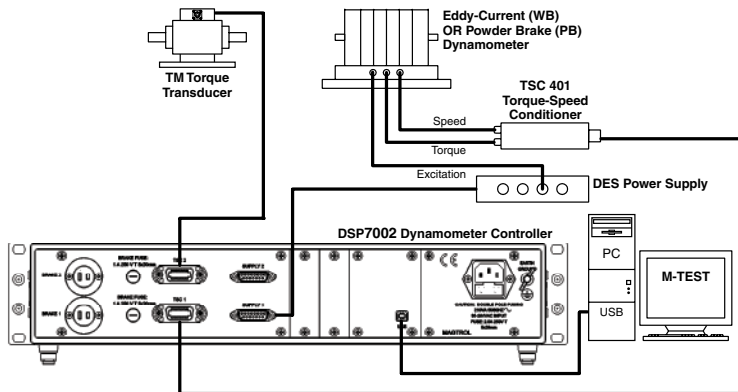 Eddy-Current (WB)
OR Powder Brake (PB)
Dynamometer
TM Torque
Transducer
TSC 401
Torque-Speed
Conditioner
Speed
Torque
Excitation
DES Power Supply
DSP7002 Dynamometer Controller
BRAKE FUSE:
TSC 2
SUPPLY 2
BRAKE 2
BRAKE FUSE:
TSC 1
SUPPLY 1
BRAKE 1
EARTH
GROUND
MAGTROL
PC
USB
M-TEST